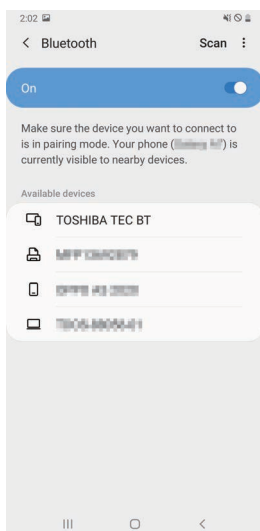 2:02
Bluetooth
Scan
On
Make sure the device you want to connect to
is in pairing mode. Your phone ( ) is
currently visible to nearby devices.
Available devices
TOSHIBA TEC BT